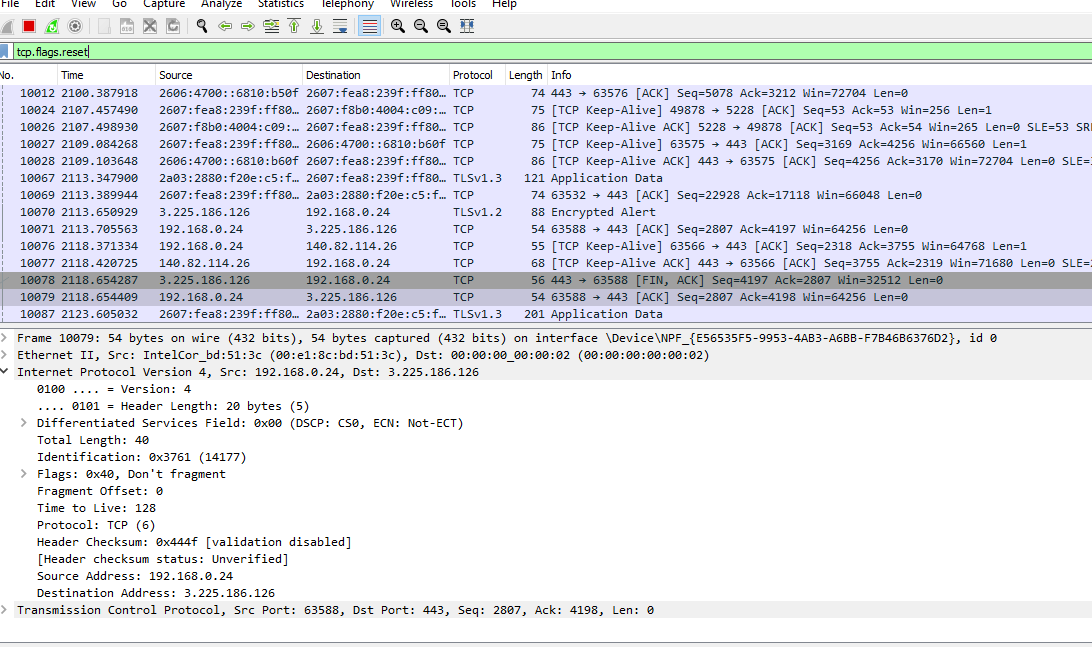 File Edit View Go Capture Analyze Statistics Telephony Wireless Tools Help
tcp.flags.reset
No. Time Source Destination Protocol Length Info
10012 2100.387918 2606:4700::6810:b50f 2607:fea8:239f:ff80… TCP 74 443 → 63576 [ACK] Seq=5078 Ack=3212 Win=72704 Len=0
10024 2107.457490 2607:fea8:239f:ff80… 2607:f8b0:4004:c09:… TCP 75 [TCP Keep-Alive] 49878 → 5228 [ACK] Seq=53 Ack=53 Win=256 Len=1
10026 2107.498930 2607:f8b0:4004:c09:… 2607:fea8:239f:ff80… TCP 86 [TCP Keep-Alive ACK] 5228 → 49878 [ACK] Seq=53 Ack=54 Win=265 Len=0 SLE=53 SR
10027 2109.084268 2607:fea8:239f:ff80… 2606:4700::6810:b60f TCP 75 [TCP Keep-Alive] 63575 → 443 [ACK] Seq=3169 Ack=4256 Win=66560 Len=1
10028 2109.103648 2606:4700::6810:b60f 2607:fea8:239f:ff80… TCP 86 [TCP Keep-Alive ACK] 443 → 63575 [ACK] Seq=4256 Ack=3170 Win=72704 Len=0 SLE=
10067 2113.347900 2a03:2880:f20e:c5:f… 2607:fea8:239f:ff80… TLSv1.3 121 Application Data
10069 2113.389944 2607:fea8:239f:ff80… 2a03:2880:f20e:c5:f… TCP 74 63532 → 443 [ACK] Seq=22928 Ack=17118 Win=66048 Len=0
10070 2113.650929 3.225.186.126 192.168.0.24 TLSv1.2 88 Encrypted Alert
10071 2113.705563 192.168.0.24 3.225.186.126 TCP 54 63588 → 443 [ACK] Seq=2807 Ack=4197 Win=64256 Len=0
10076 2118.371334 192.168.0.24 140.82.114.26 TCP 55 [TCP Keep-Alive] 63566 → 443 [ACK] Seq=2318 Ack=3755 Win=64768 Len=1
10077 2118.420725 140.82.114.26 192.168.0.24 TCP 68 [TCP Keep-Alive ACK] 443 → 63566 [ACK] Seq=3755 Ack=2319 Win=71680 Len=0 SLE=
10078 2118.654287 3.225.186.126 192.168.0.24 TCP 56 443 → 63588 [FIN, ACK] Seq=4197 Ack=2807 Win=32512 Len=0
10079 2118.654409 192.168.0.24 3.225.186.126 TCP 54 63588 → 443 [ACK] Seq=2807 Ack=4198 Win=64256 Len=0
10087 2123.605032 2607:fea8:239f:ff80… 2a03:2880:f20e:c5:f… TLSv1.3 201 Application Data
Frame 10079: 54 bytes on wire (432 bits), 54 bytes captured (432 bits) on interface \Device\NPF_{E56535F5-9953-4AB3-A6BB-F7B46B6376D2}, id 0
Ethernet II, Src: IntelCor_bd:51:3c (00:e1:8c:bd:51:3c), Dst: 00:00:00_00:00:02 (00:00:00:00:00:02)
Internet Protocol Version 4, Src: 192.168.0.24, Dst: 3.225.186.126
0100 .... = Version: 4
.... 0101 = Header Length: 20 bytes (5)
Differentiated Services Field: 0x00 (DSCP: CS0, ECN: Not-ECT)
Total Length: 40
Identification: 0x3761 (14177)
Flags: 0x40, Don't fragment
Fragment Offset: 0
Time to Live: 128
Protocol: TCP (6)
Header Checksum: 0x444f [validation disabled]
[Header checksum status: Unverified]
Source Address: 192.168.0.24
Destination Address: 3.225.186.126
Transmission Control Protocol, Src Port: 63588, Dst Port: 443, Seq: 2807, Ack: 4198, Len: 0